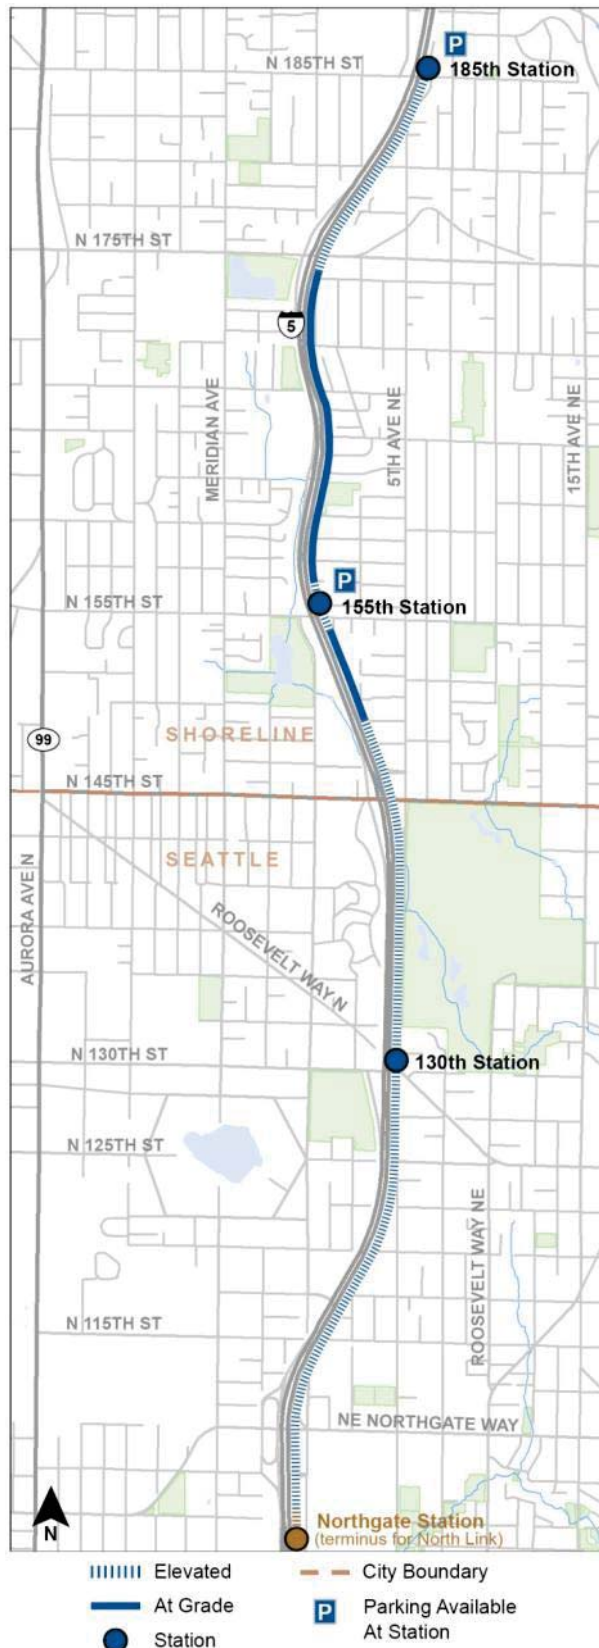 P
N 185TH ST
185th Station
N 175TH ST
5
MERIDIAN AVE
5TH AVE NE
15TH AVE NE
P
N 155TH ST
155th Station
SHORELINE
99
N 145TH ST
SEATTLE
AURORA AVE N
ROOSEVELT WAY N
N 130TH ST
130th Station
N 125TH ST
ROOSEVELT WAY NE
N 115TH ST
NE NORTHGATE WAY
N
Northgate Station
(terminus for North Link)
Elevated
City Boundary
At Grade
P
Parking Available
At Station
Station